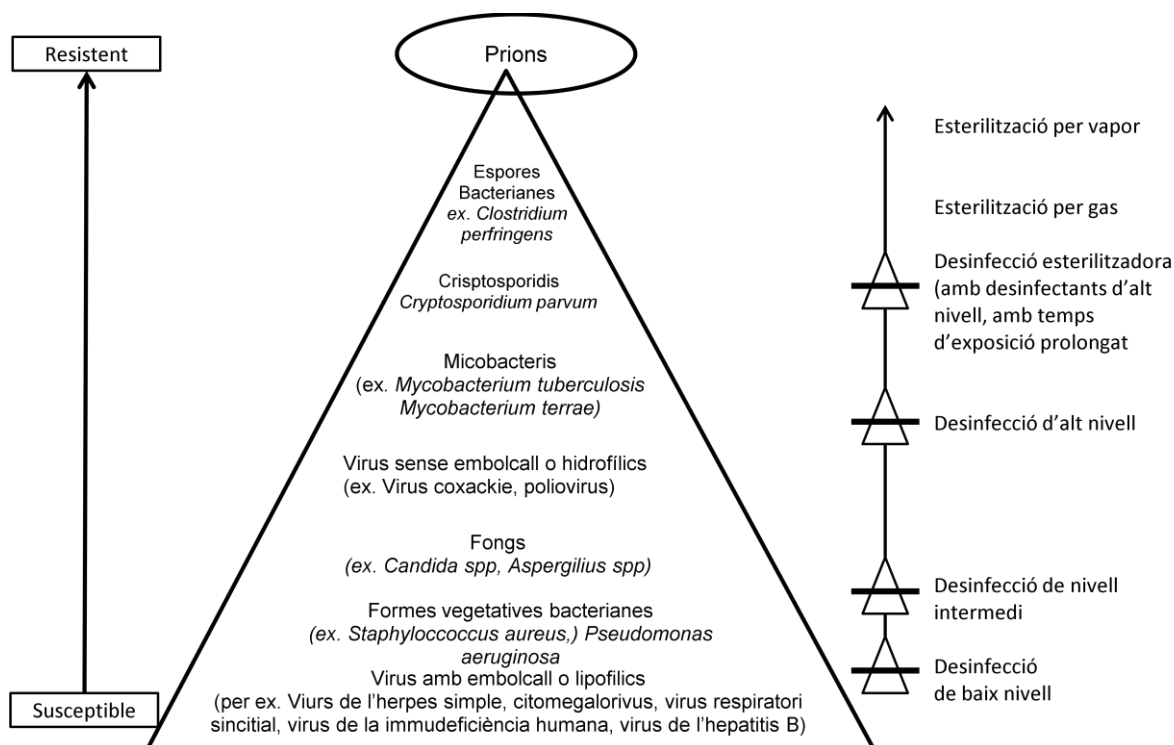 Resistent
Susceptible
Prions
Espores
Bacterianes
ex. Clostridium
perfringens
Crisptosporidis
Cryptosporidium parvum
Micobacteris
(ex. Mycobacterium tuberculosis
Mycobacterium terrae)
Virus sense embolcall o hidrofílics
(ex. Virus coxackie, poliovirus)
Fongs
(ex. Candida spp, Aspergilius spp)
Formes vegetatives bacterianes
(ex. Staphyloccoccus aureus,) Pseudomonas
aeruginosa
Virus amb embolcall o lipofilics
(per ex. Viurs de l'herpes simple, citomegalorivus, virus respiratori
sincitial, virus de la immudeficiència humana, virus de l'hepatitis B)
Esterilització per vapor
Esterilització per gas
Desinfecció esterilitzadora
(amb desinfectants d'alt
nivell, amb temps
d'exposició prolongat
Desinfecció d'alt nivell
Desinfecció de nivell
intermedi
Desinfecció
de baix nivell